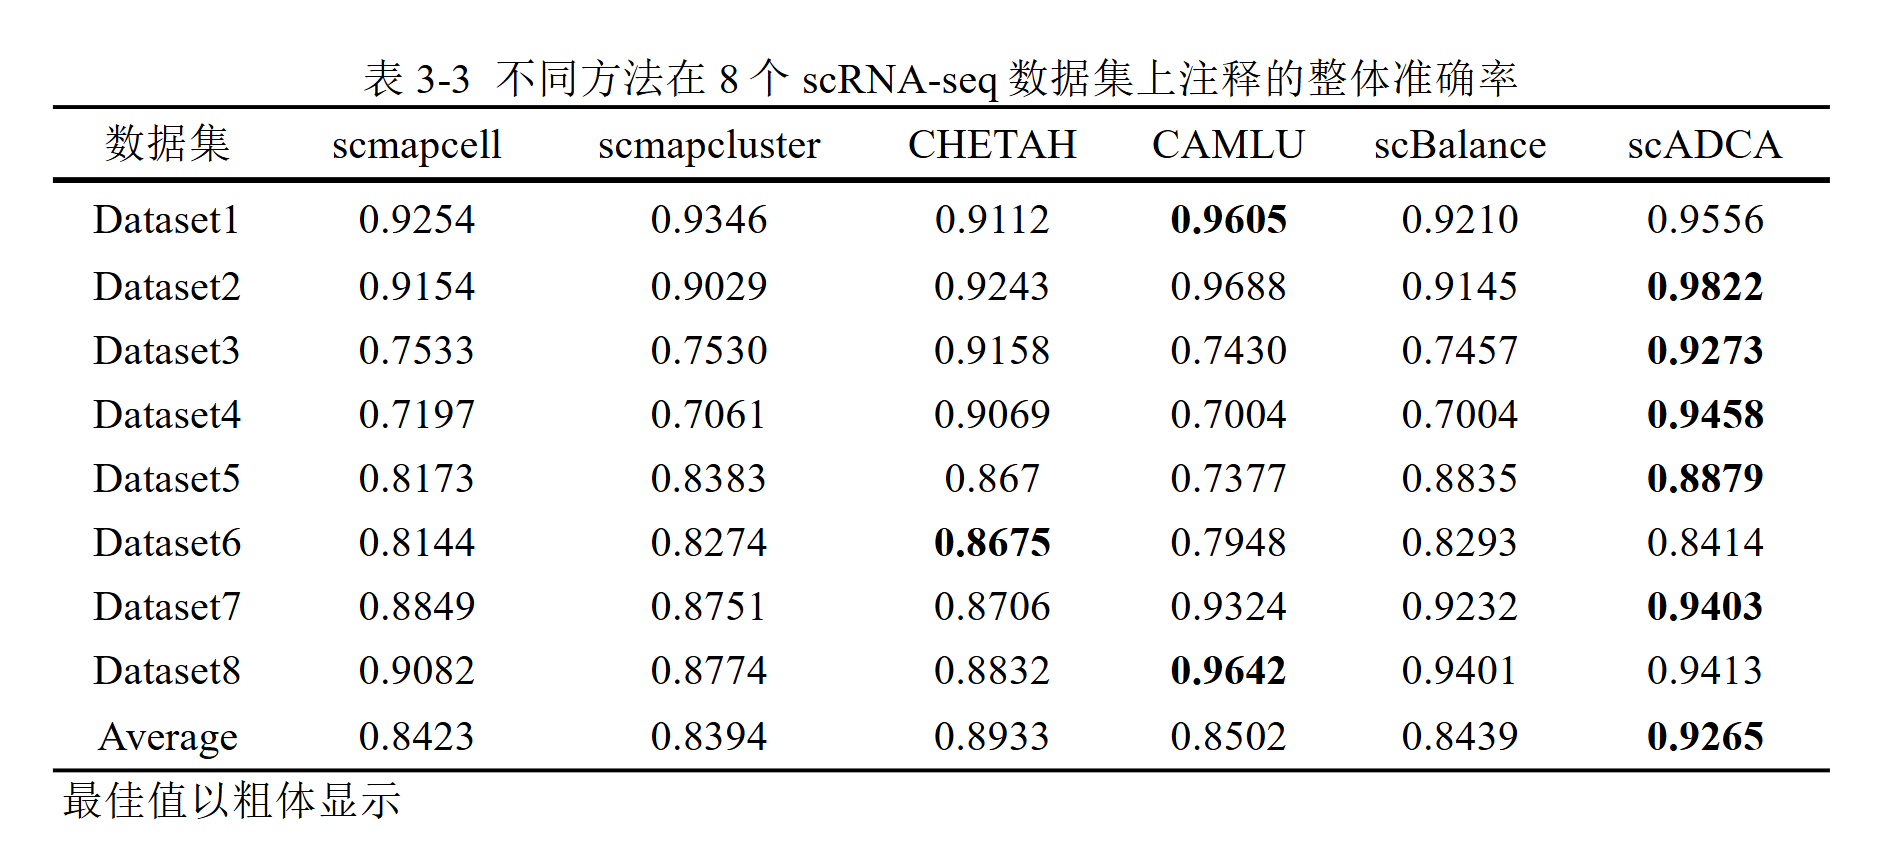 表 3-3 不同方法在 8 个 scRNA-seq 数据集上注释的整体准确率
数据集 scmapcell scmapcluster CHETAH CAMLU scBalance scADCA
Dataset1 0.9254 0.9346 0.9112 0.9605 0.9210 0.9556
Dataset2 0.9154 0.9029 0.9243 0.9688 0.9145 0.9822
Dataset3 0.7533 0.7530 0.9158 0.7430 0.7457 0.9273
Dataset4 0.7197 0.7061 0.9069 0.7004 0.7004 0.9458
Dataset5 0.8173 0.8383 0.867 0.7377 0.8835 0.8879
Dataset6 0.8144 0.8274 0.8675 0.7948 0.8293 0.8414
Dataset7 0.8849 0.8751 0.8706 0.9324 0.9232 0.9403
Dataset8 0.9082 0.8774 0.8832 0.9642 0.9401 0.9413
Average 0.8423 0.8394 0.8933 0.8502 0.8439 0.9265
最佳值以粗体显示